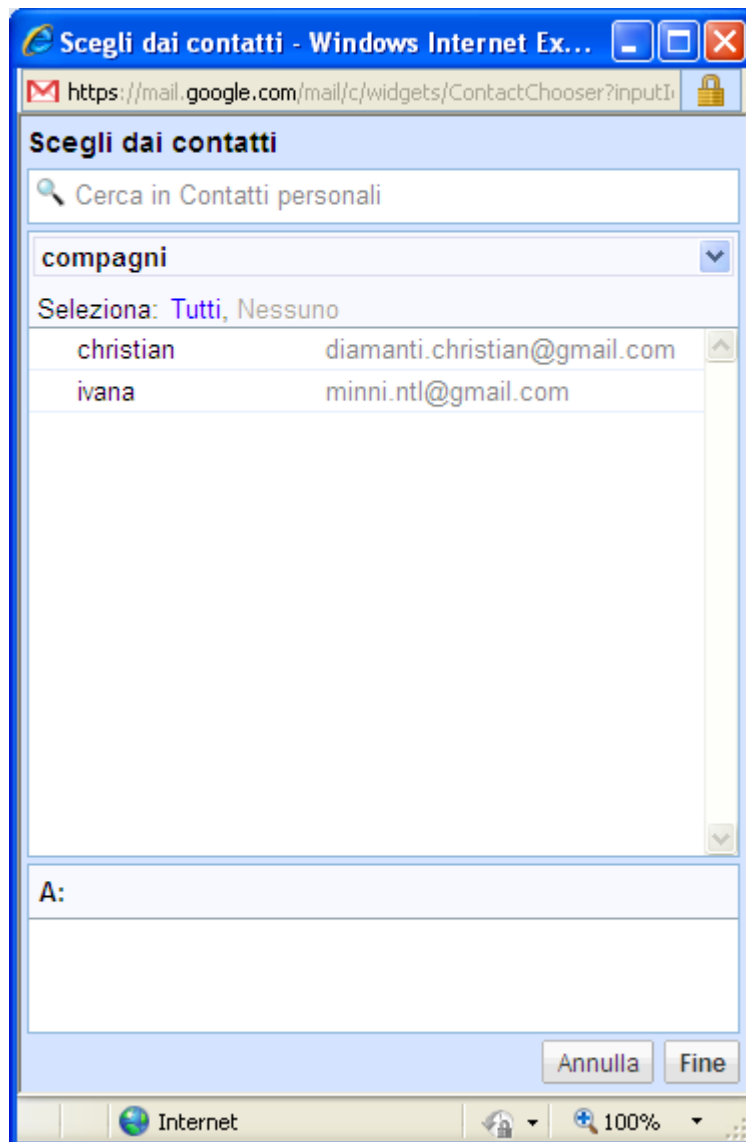 Scegli dai contatti - Windows Internet Ex...
https://mail.google.com/mail/c/widgets/ContactChooser?inputI
Scegli dai contatti
Cerca in Contatti personali
compagni
Seleziona: Tutti, Nessuno
christian diamanti.christian@gmail.com
ivana minni.ntl@gmail.com
A:
Annulla Fine
Internet 100%